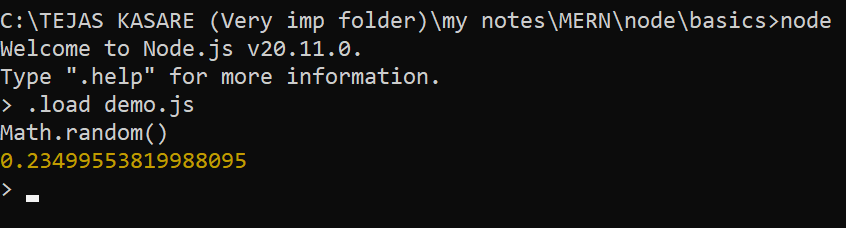 C:\TEJAS KASARE (Very imp folder)\my notes\MERN\node\basics>node
Welcome to Node.js v20.11.0.
Type ".help" for more information.
> .load demo.js
Math.random()
0.23499553819988095
>